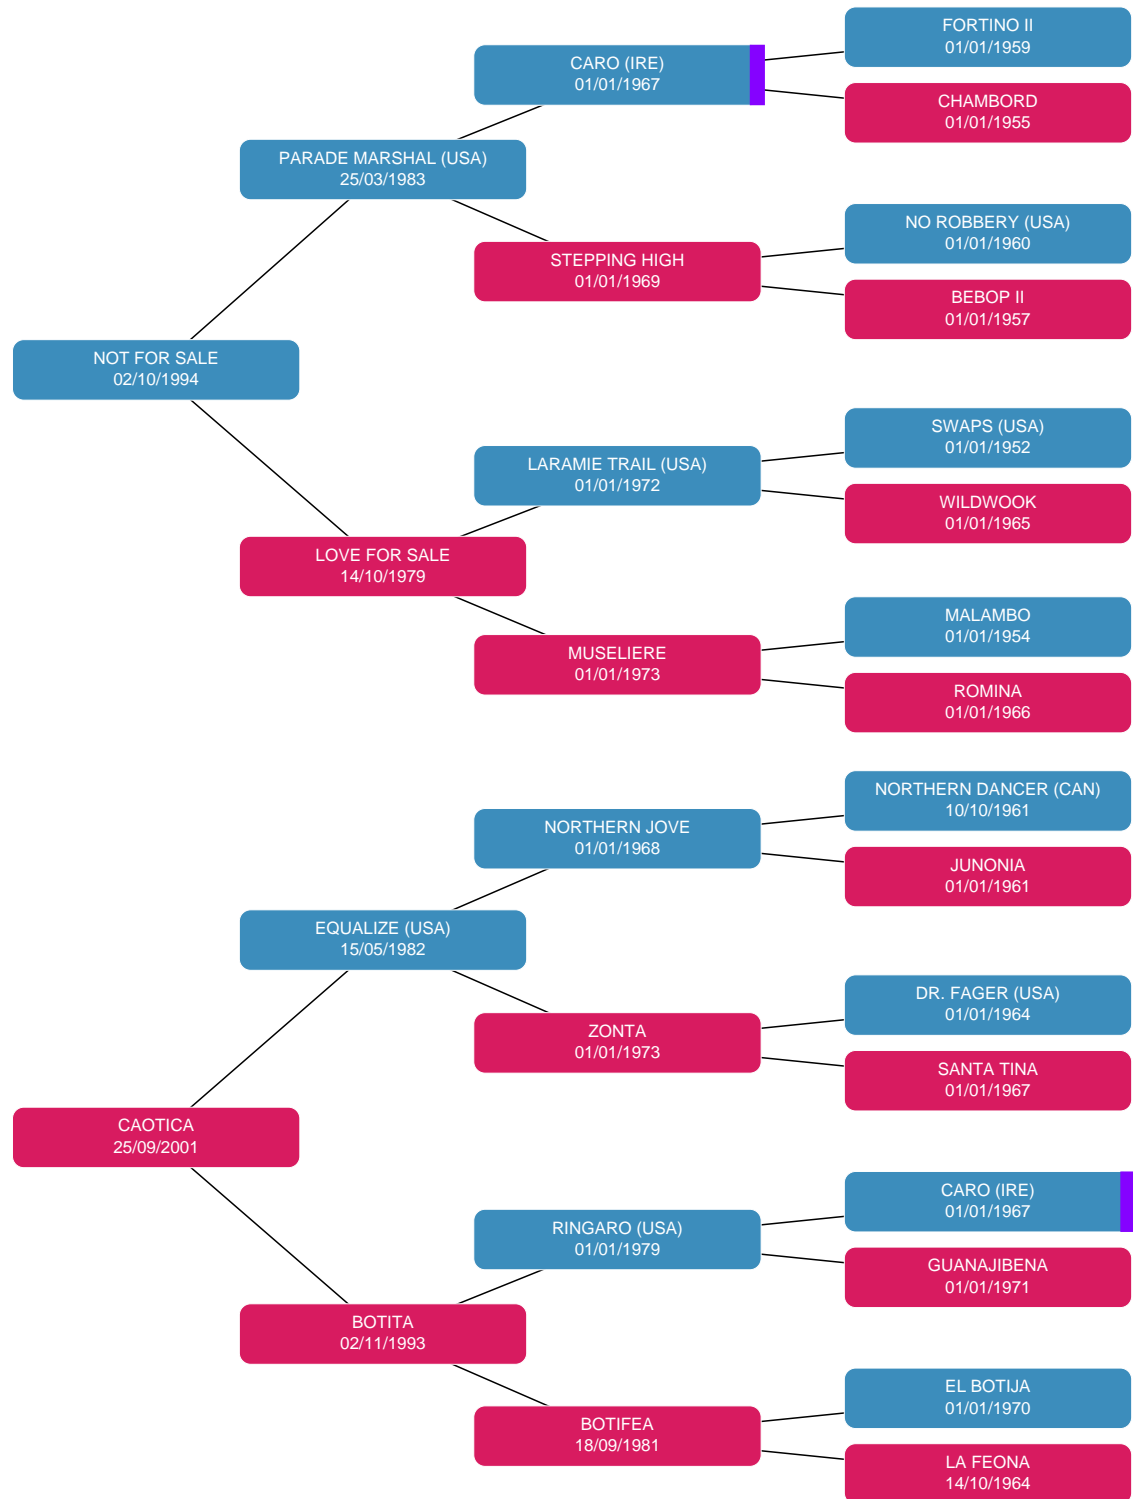 FORTINO II
01/01/1959
CARO (IRE)
01/01/1967
CHAMBORD
01/01/1955
PARADE MARSHAL (USA)
25/03/1983
NO ROBBERY (USA)
01/01/1960
STEPPING HIGH
01/01/1969
BEBOP II
01/01/1957
NOT FOR SALE
02/10/1994
SWAPS (USA)
01/01/1952
LARAMIE TRAIL (USA)
01/01/1972
WILDWOOK
01/01/1965
LOVE FOR SALE
14/10/1979
MALAMBO
01/01/1954
MUSELIERE
01/01/1973
ROMINA
01/01/1966
NORTHERN DANCER (CAN)
10/10/1961
NORTHERN JOVE
01/01/1968
JUNONIA
01/01/1961
EQUALIZE (USA)
15/05/1982
DR. FAGER (USA)
01/01/1964
ZONTA
01/01/1973
SANTA TINA
01/01/1967
CAOTICA
25/09/2001
CARO (IRE)
01/01/1967
RINGARO (USA)
01/01/1979
GUANAJIBENA
01/01/1971
BOTITA
02/11/1993
EL BOTIJA
01/01/1970
BOTIFEA
18/09/1981
LA FEONA
14/10/1964